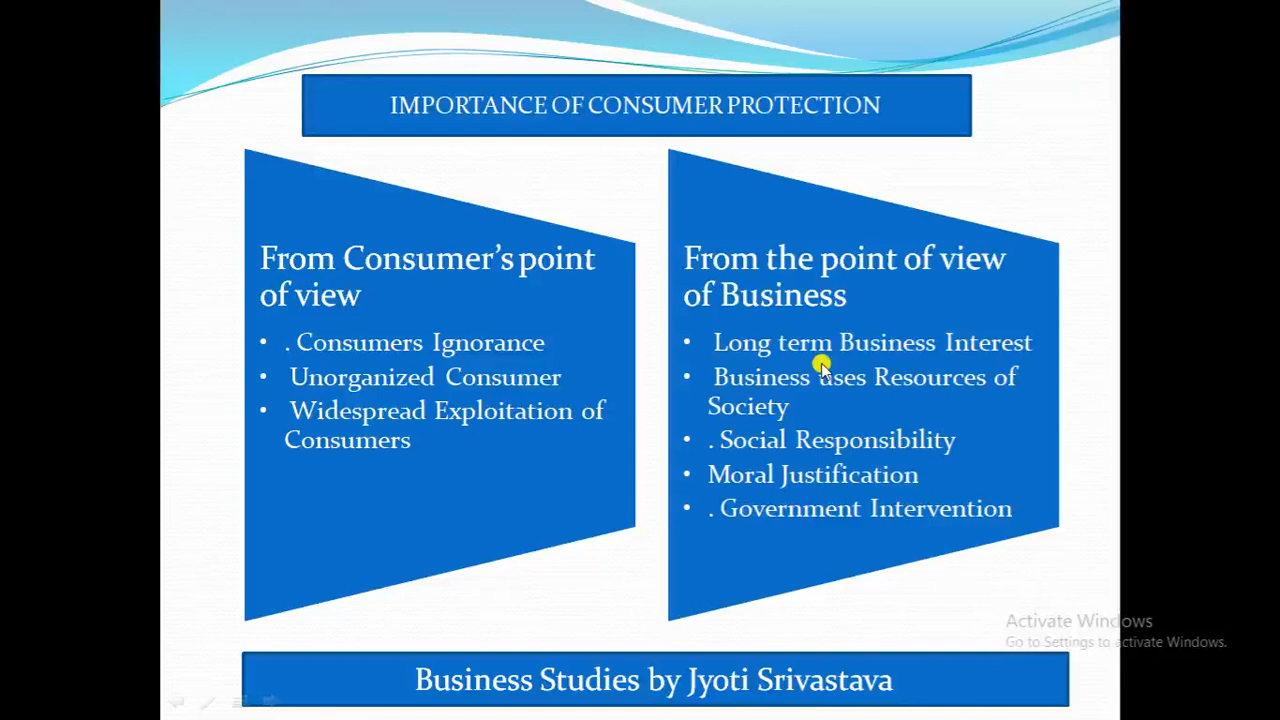 IMPORTANCE OF CONSUMER PROTECTION
From Consumer's point
of view
• . Consumers Ignorance
• Unorganized Consumer
• Widespread Exploitation of
Consumers
From the point of view
of Business
• Long term Business Interest
• Business uses Resources of
Society
• . Social Responsibility
• Moral Justification
• . Government Intervention
Activate Windows
Go to Settings to activate Windows.
Business Studies by Jyoti Srivastava